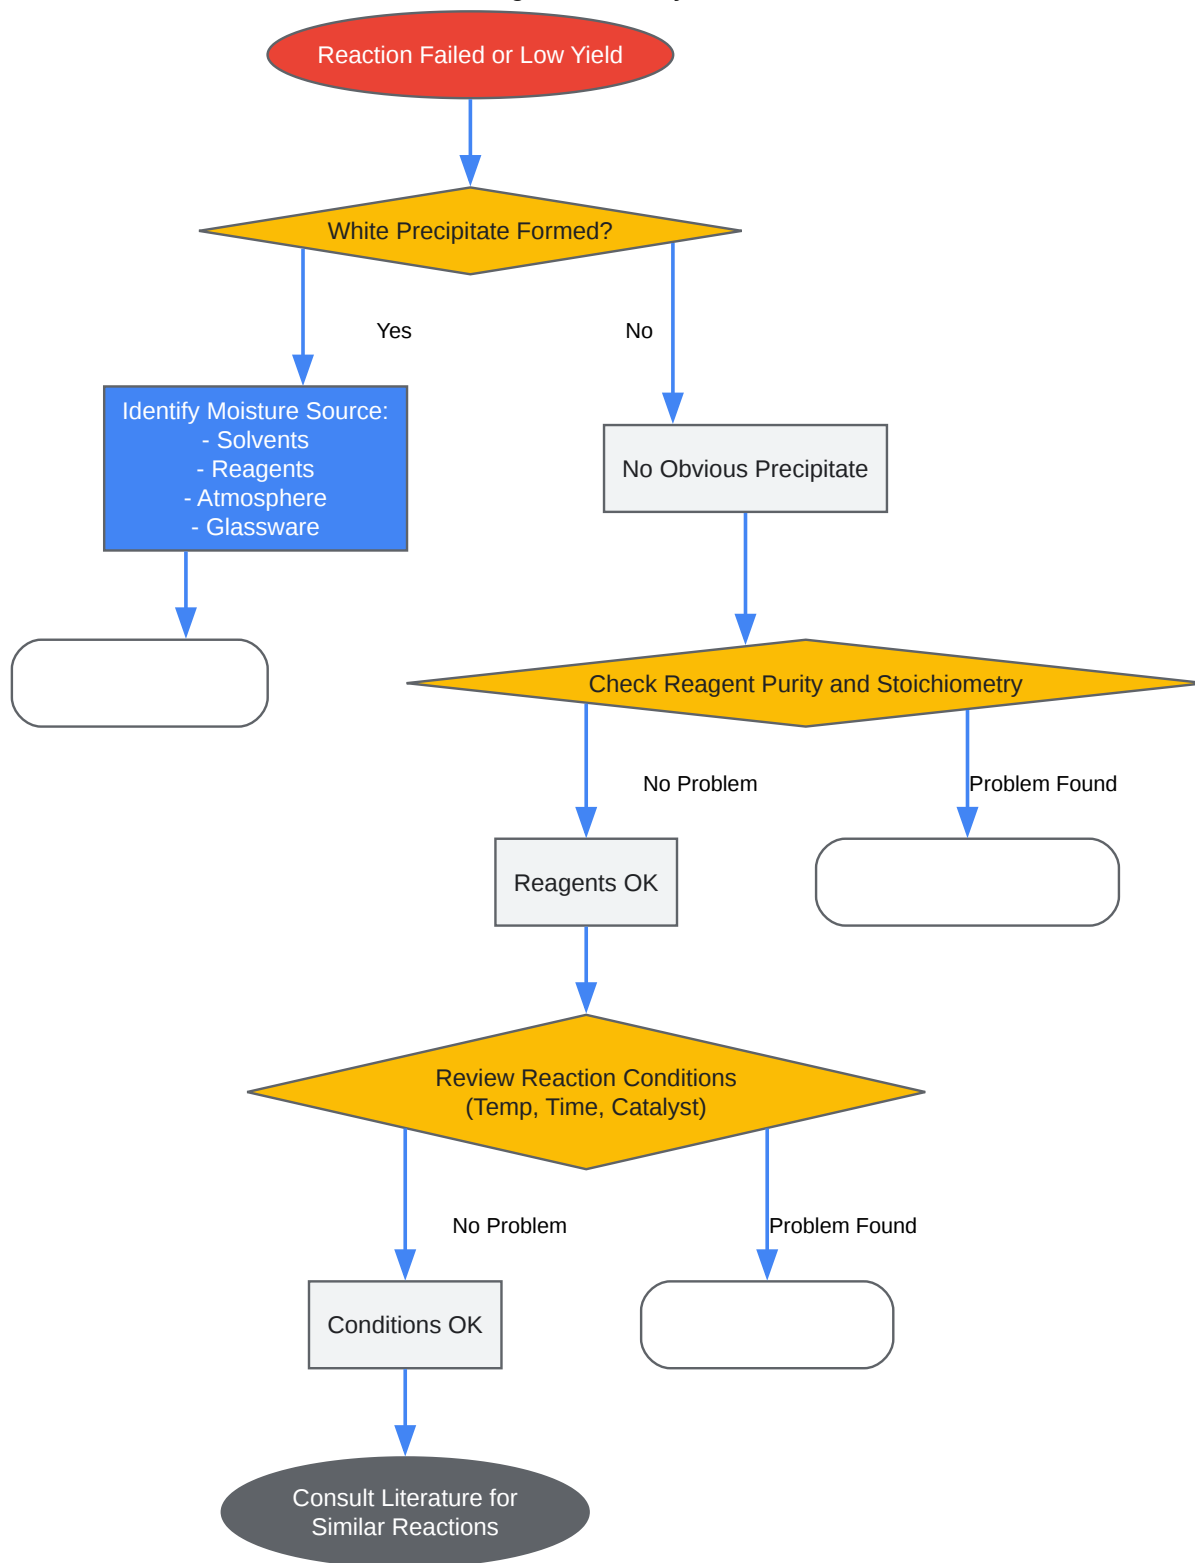 Reaction Failed or Low Yield
White Precipitate Formed?
Yes
No
Identify Moisture Source:
- Solvents
- Reagents
- Atmosphere
- Glassware
No Obvious Precipitate
Check Reagent Purity and Stoichiometry
No Problem
Problem Found
Reagents OK
Review Reaction Conditions
(Temp, Time, Catalyst)
No Problem
Problem Found
Conditions OK
Consult Literature for
Similar Reactions